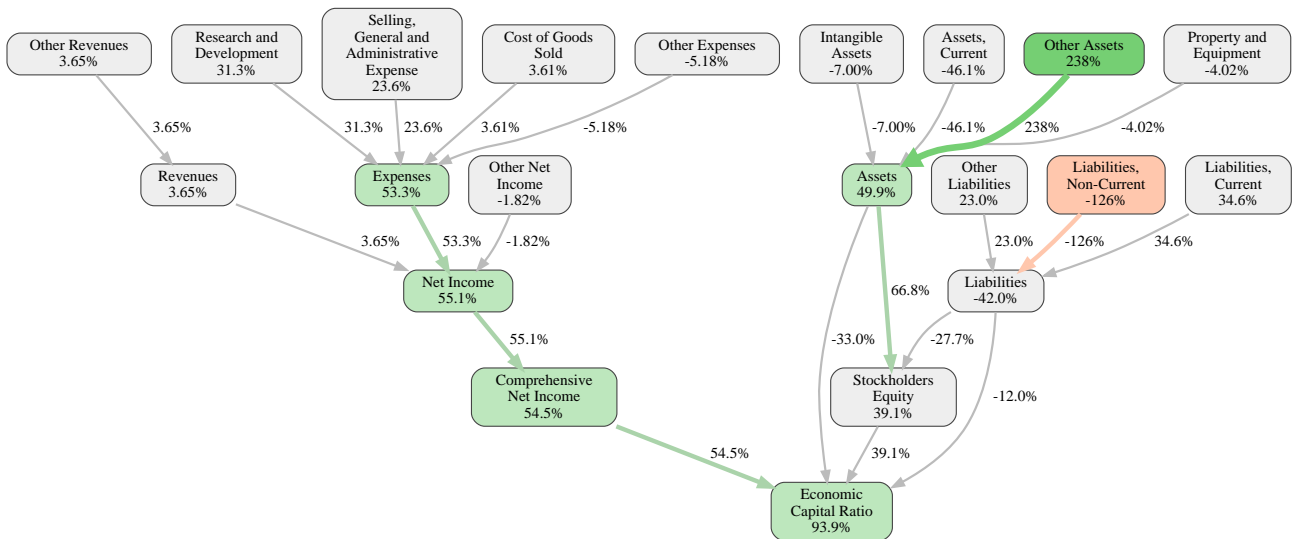 Other Revenues
3.65%
Research and
Development
31.3%
Selling,
General and
Administrative
Expense
23.6%
Cost of Goods
Sold
3.61%
Other Expenses
-5.18%
Intangible
Assets
-7.00%
Assets,
Current
-46.1%
Other Assets
238%
Property and
Equipment
-4.02%
3.65%
31.3%
23.6%
3.61%
-5.18%
-7.00%
-46.1%
238%
-4.02%
Revenues
3.65%
Expenses
53.3%
Other Net
Income
-1.82%
Assets
49.9%
Other
Liabilities
23.0%
Liabilities,
Non-Current
-126%
Liabilities,
Current
34.6%
3.65%
53.3%
-1.82%
23.0%
-126%
34.6%
Net Income
55.1%
Liabilities
-42.0%
55.1%
-33.0%
66.8%
-27.7%
Comprehensive
Net Income
54.5%
Stockholders
Equity
39.1%
-12.0%
54.5%
39.1%
Economic
Capital Ratio
93.9%